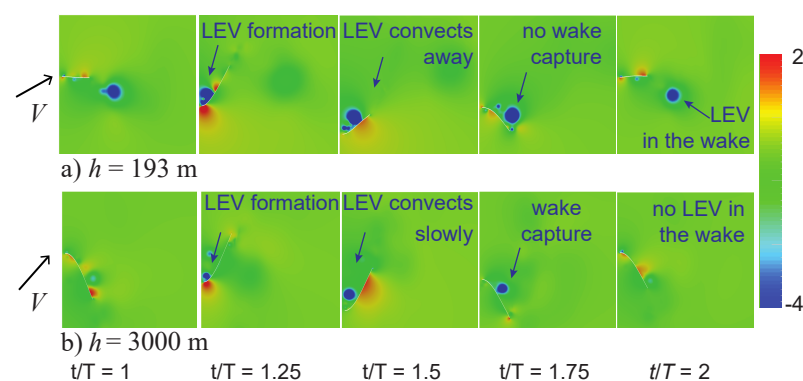 LEV formation
LEV convects
away
no wake
capture
2
V
LEV
in the wake
a) h = 193 m
LEV formation
LEV convects
slowly
wake
capture
no LEV in
the wake
V
-4
b) h = 3000 m
t/T = 1
t/T = 1.25
t/T = 1.5
t/T = 1.75
t/T = 2